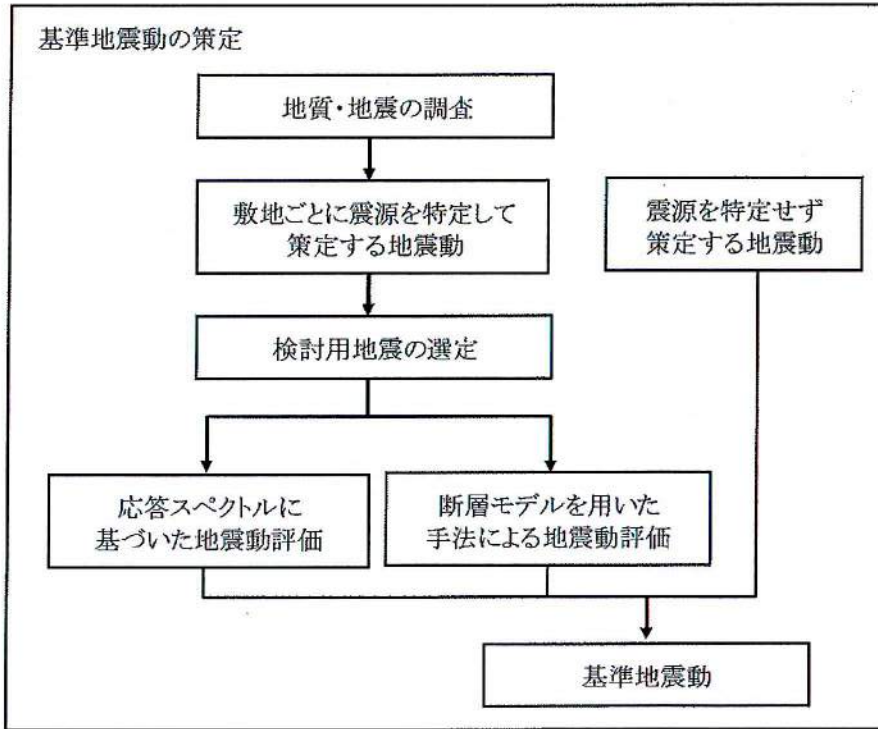 基準地震動の策定
地質・地震の調査
敷地ごとに震源を特定して
策定する地震動
震源を特定せず
策定する地震動
検討用地震の選定
応答スペクトルに
基づいた地震動評価
断層モデルを用いた
手法による地震動評価
基準地震動